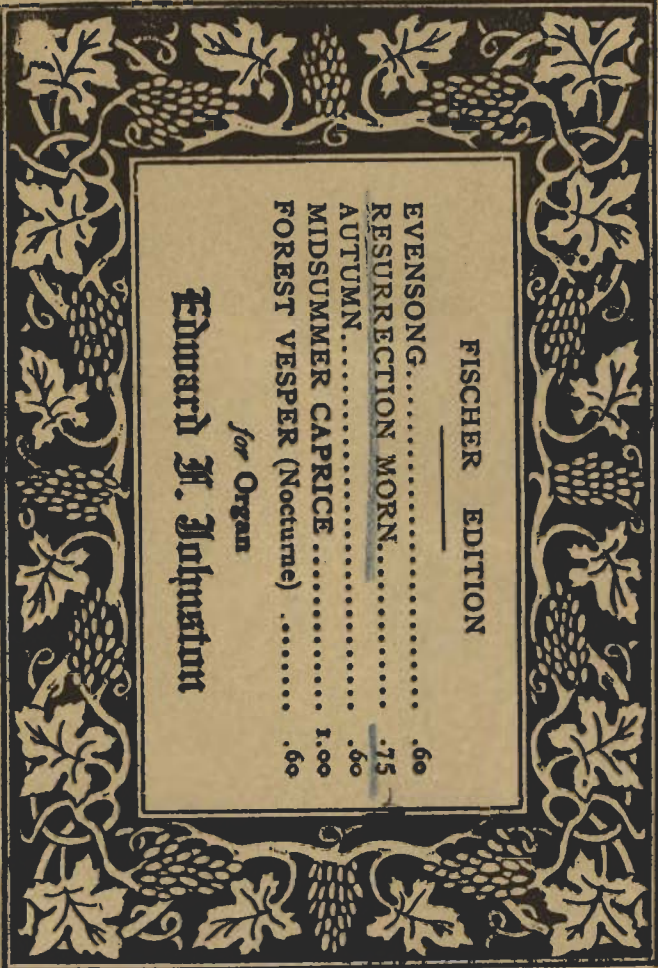 FISCHER EDITION
EVENSONG .60
RESURRECTION MORN .75
AUTUMN .60
MIDSUMMER CAPRICE 1.00
FOREST VESPER (Nocturne) .60
for Organ
Edward F. Johnston